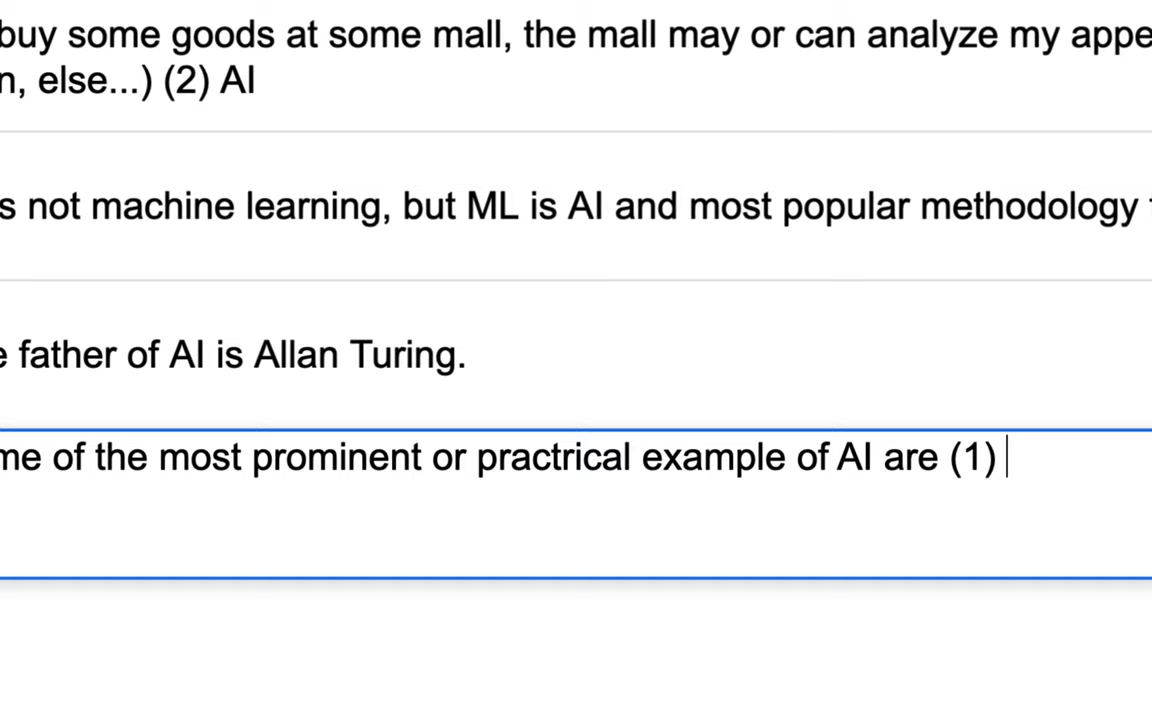 buy some goods at some mall, the mall may or can analyze my appe
n, else...) (2) AI
s not machine learning, but ML is AI and most popular methodology
e father of AI is Allan Turing.
me of the most prominent or practrical example of AI are (1)